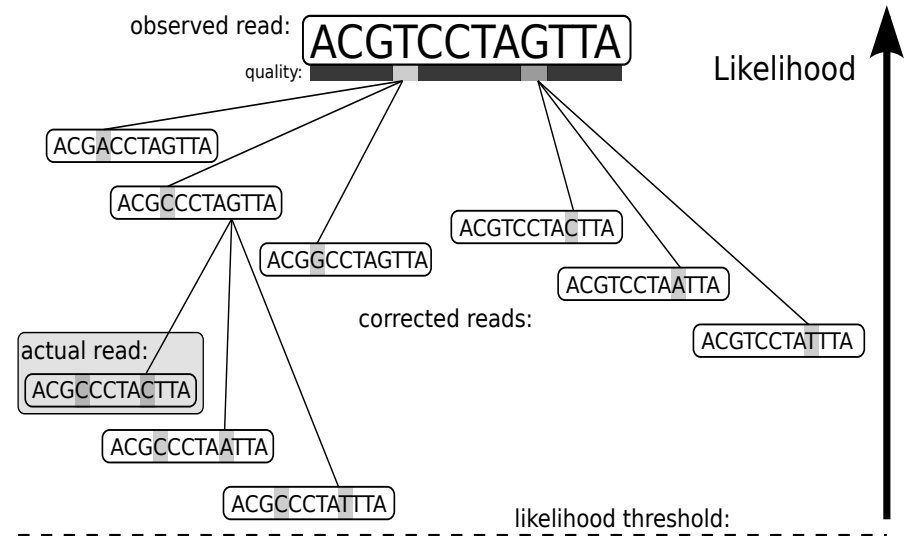 observed read:
ACGTCCTAGTTA
quality:
Likelihood
ACGACCTAGTTA
ACGCCCTAGTTA
ACGTCCTACTTA
ACGGCCTAGTTA
ACGTCCTAATTA
corrected reads:
ACGTCCTATTTA
actual read:
ACGCCCTACTTA
ACGCCCTAATTA
ACGCCCTATTTA
likelihood threshold: